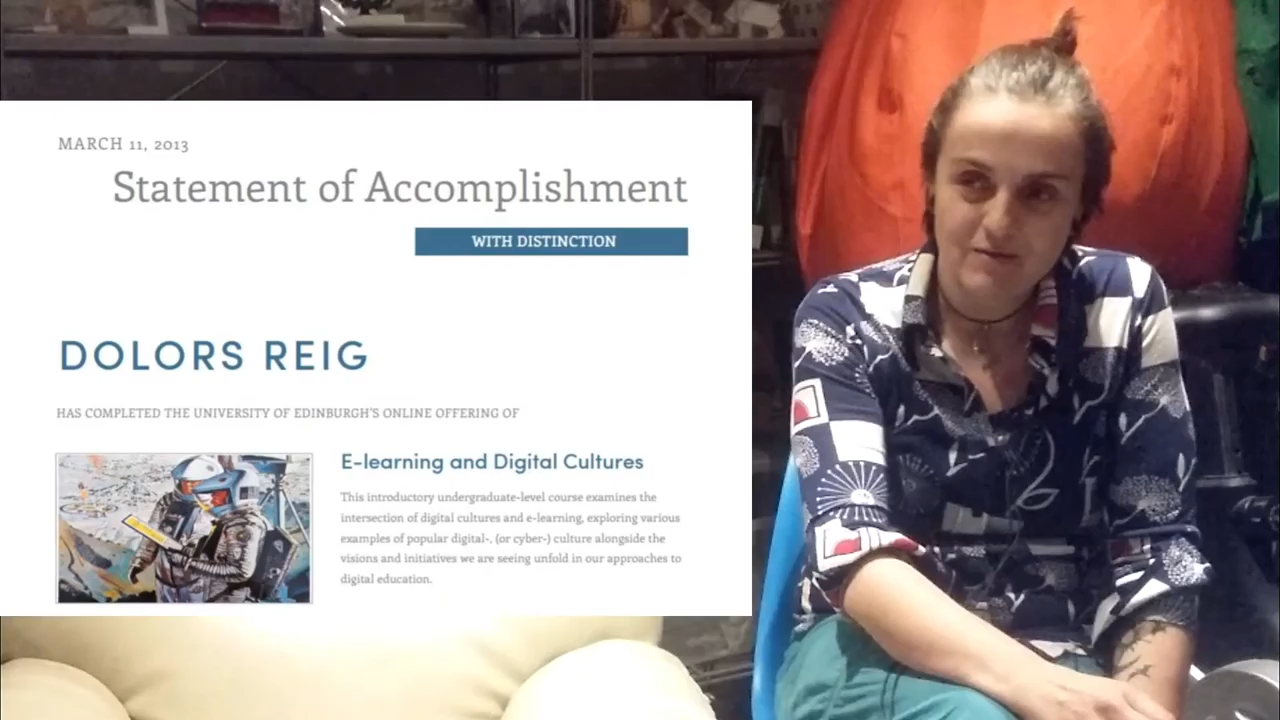 MARCH 11, 2013
Statement of Accomplishment
WITH DISTINCTION
DOLORS REIG
HAS COMPLETED THE UNIVERSITY OF EDINBURGH'S ONLINE OFFERING OF
E-learning and Digital Cultures
This introductory undergraduate-level course examines the
intersection of digital cultures and e-learning, exploring various
examples of popular digital-, (or cyber-) culture alongside the
visions and initiatives we are seeing unfold in our approaches to
digital education.